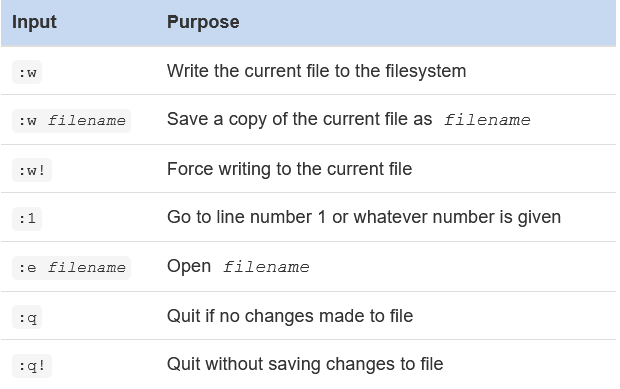 Input Purpose
:w Write the current file to the filesystem
:w filename Save a copy of the current file as filename
:w! Force writing to the current file
:1 Go to line number 1 or whatever number is given
:e filename Open filename
:q Quit if no changes made to file
:q! Quit without saving changes to file